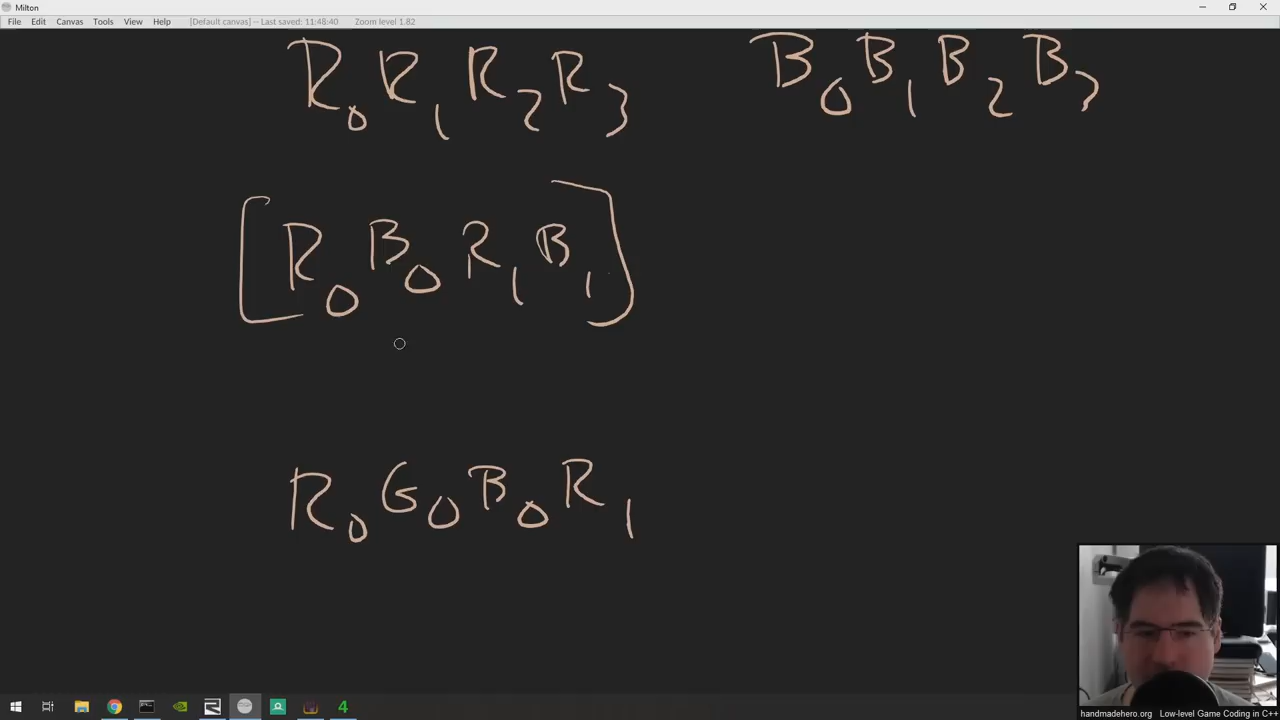 Milton
File Edit Canvas Tools View Help [Default canvas] -- Last saved: 11:48:40 Zoom level 1.82
R0 R1 R2 R3 B0 B1 B2 B3
[R0 B0 R1 B1]
R0 G0 B0 R1
4
handmadehero.org Low-level Game Coding in C++